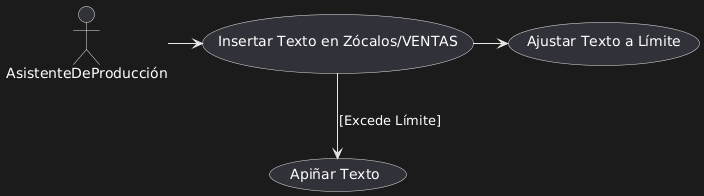 Insertar Texto en Zócalos/VENTAS
Ajustar Texto a Límite
AsistenteDeProducción
[Excede Límite]
Apiñar Texto